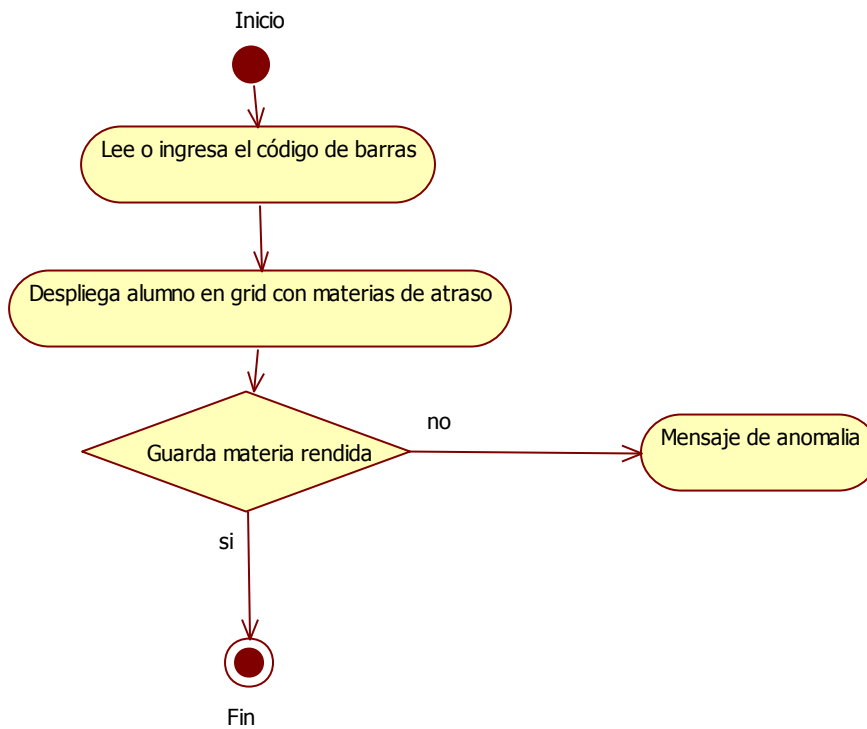 Inicio
Lee o ingresa el código de barras
Despliega alumno en grid con materias de atraso
no
Guarda materia rendida
Mensaje de anomalia
si
Fin